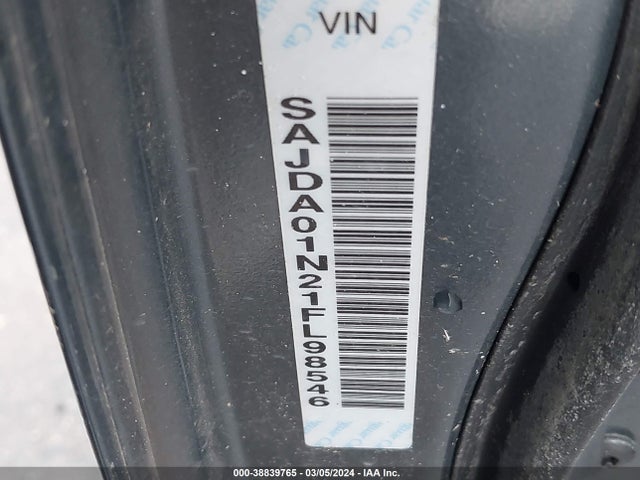 VIN
SAJDA01N21FL98546
000-38839765 - 03/05/2024 - IAA Inc.